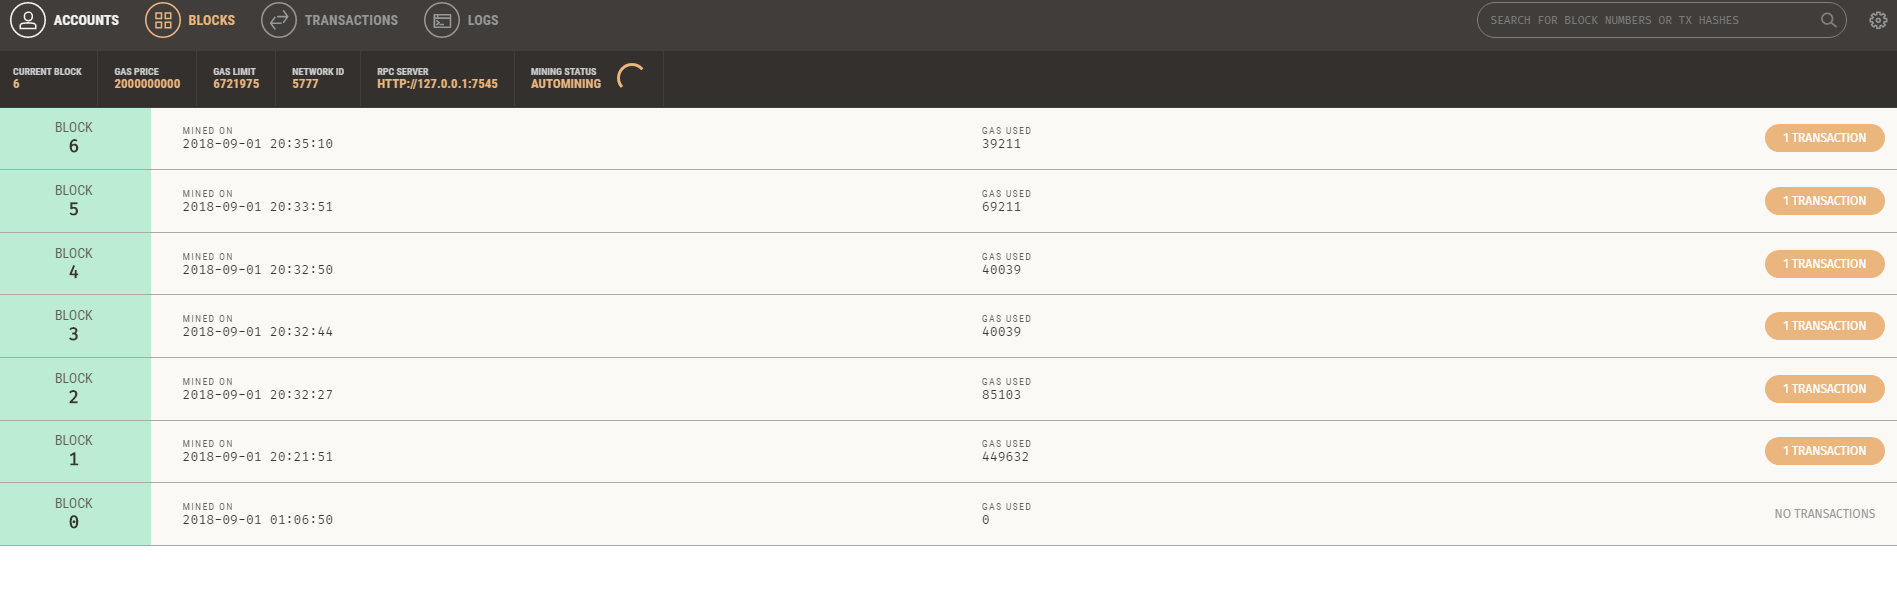 ACCOUNTS BLOCKS TRANSACTIONS LOGS SEARCH FOR BLOCK NUMBERS OR TX HASHES
CURRENT BLOCK GAS PRICE GAS LIMIT NETWORK ID RPC SERVER MINING STATUS
6 2000000000 6721975 5777 HTTP://127.0.0.1:7545 AUTOMINING
BLOCK MINED ON GAS USED
6 2018-09-01 20:35:10 39211 1 TRANSACTION
BLOCK MINED ON GAS USED
5 2018-09-01 20:33:51 69211 1 TRANSACTION
BLOCK MINED ON GAS USED
4 2018-09-01 20:32:50 40039 1 TRANSACTION
BLOCK MINED ON GAS USED
3 2018-09-01 20:32:44 40039 1 TRANSACTION
BLOCK MINED ON GAS USED
2 2018-09-01 20:32:27 85103 1 TRANSACTION
BLOCK MINED ON GAS USED
1 2018-09-01 20:21:51 449632 1 TRANSACTION
BLOCK MINED ON GAS USED
0 2018-09-01 01:06:50 0 NO TRANSACTIONS